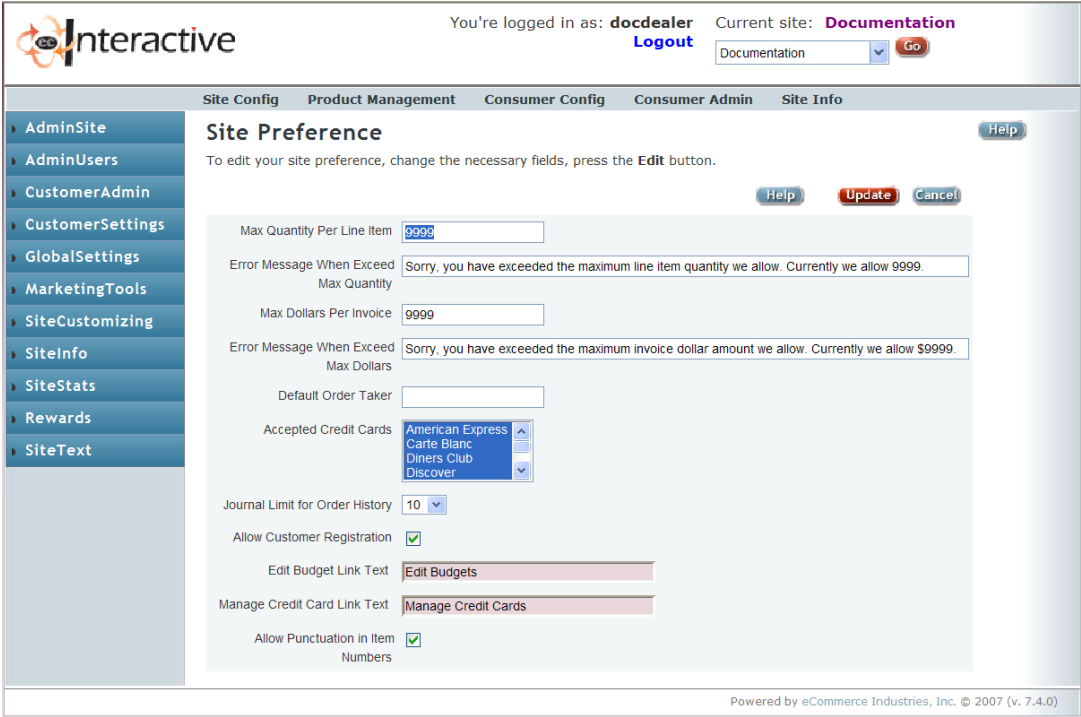 ecInteractive
You're logged in as: docdealer
Logout
Current site: Documentation
Documentation
Go
Site Config Product Management Consumer Config Consumer Admin Site Info
AdminSite
AdminUsers
CustomerAdmin
CustomerSettings
GlobalSettings
MarketingTools
SiteCustomizing
SiteInfo
SiteStats
Rewards
SiteText
Site Preference
Help
To edit your site preference, change the necessary fields, press the Edit button.
Help Update Cancel
Max Quantity Per Line Item 9999
Error Message When Exceed
Max Quantity
Sorry, you have exceeded the maximum line item quantity we allow. Currently we allow 9999.
Max Dollars Per Invoice 9999
Error Message When Exceed
Max Dollars
Sorry, you have exceeded the maximum invoice dollar amount we allow. Currently we allow $9999.
Default Order Taker
Accepted Credit Cards
American Express
Carte Blanc
Diners Club
Discover
Journal Limit for Order History 10
Allow Customer Registration
Edit Budget Link Text Edit Budgets
Manage Credit Card Link Text Manage Credit Cards
Allow Punctuation in Item
Numbers
Powered by eCommerce Industries, Inc. © 2007 (v. 7.4.0)